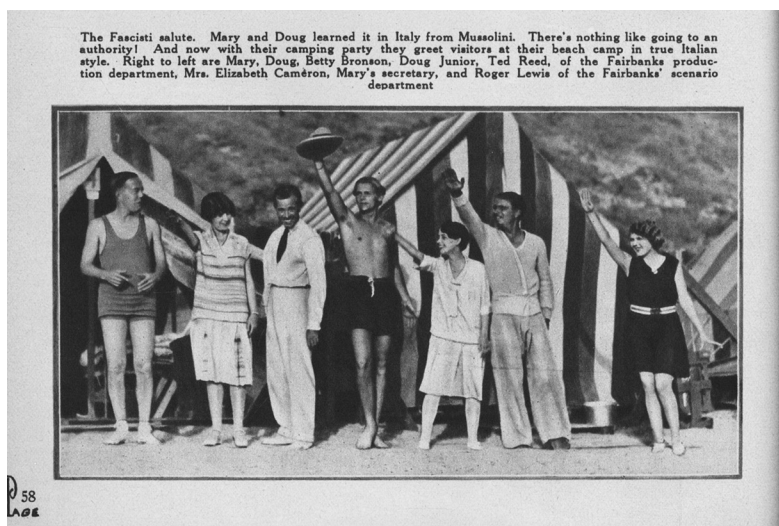 The Fascisti salute. Mary and Doug learned it in Italy from Mussolini. There's nothing like going to an
authority! And now with their camping party they greet visitors at their beach camp in true Italian
style. Right to left are Mary, Doug, Betty Bronson, Doug Junior, Ted Reed, of the Fairbanks produc-
tion department, Mrs. Elizabeth Camèron, Mary's secretary, and Roger Lewis of the Fairbanks' scenario
department
58
LAGE